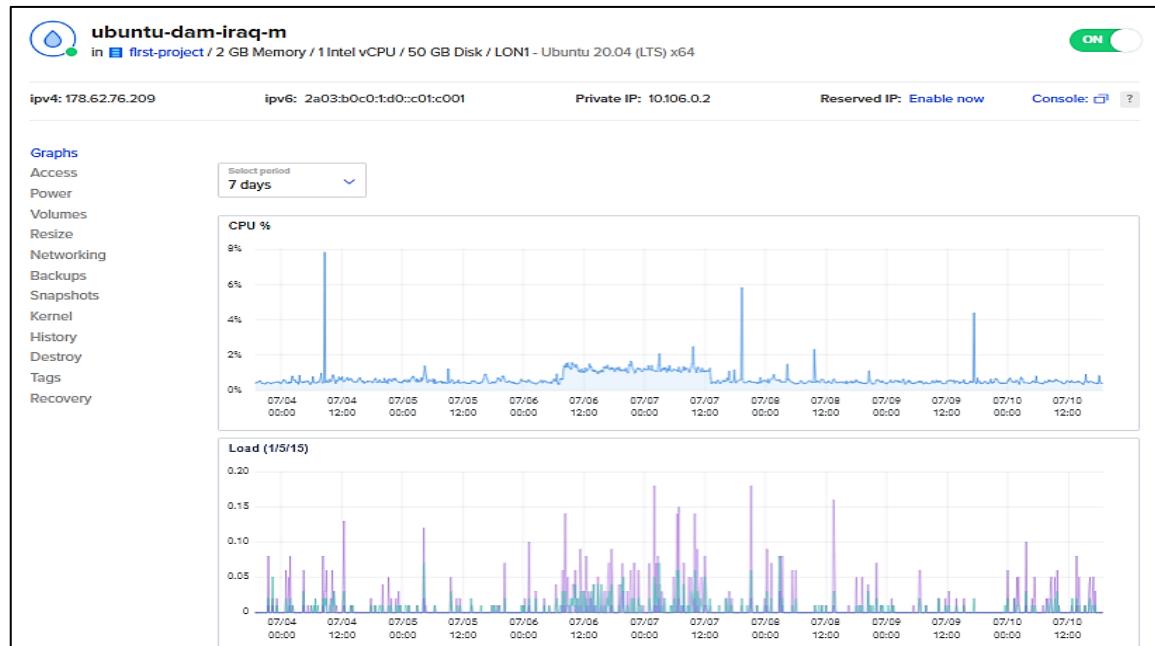 ubuntu-dam-iraq-m
in first-project / 2 GB Memory / 1 Intel vCPU / 50 GB Disk / LON1 - Ubuntu 20.04 (LTS) x64
ON
ipv4: 178.62.76.209 ipv6: 2a03:b0c0:1:d0::c01:c001 Private IP: 10.106.0.2 Reserved IP: Enable now Console: ?
Graphs
Access
Power
Volumes
Resize
Networking
Backups
Snapshots
Kernel
History
Destroy
Tags
Recovery
Select period
7 days
CPU %
8%
6%
4%
2%
0%
07/04 07/04 07/05 07/05 07/06 07/06 07/07 07/07 07/08 07/08 07/09 07/09 07/10 07/10
00:00 12:00 00:00 12:00 00:00 12:00 00:00 12:00 00:00 12:00 00:00 12:00 00:00 12:00
Load (1/5/15)
0.20
0.15
0.10
0.05
0
07/04 07/04 07/05 07/05 07/06 07/06 07/07 07/07 07/08 07/08 07/09 07/09 07/10 07/10
00:00 12:00 00:00 12:00 00:00 12:00 00:00 12:00 00:00 12:00 00:00 12:00 00:00 12:00